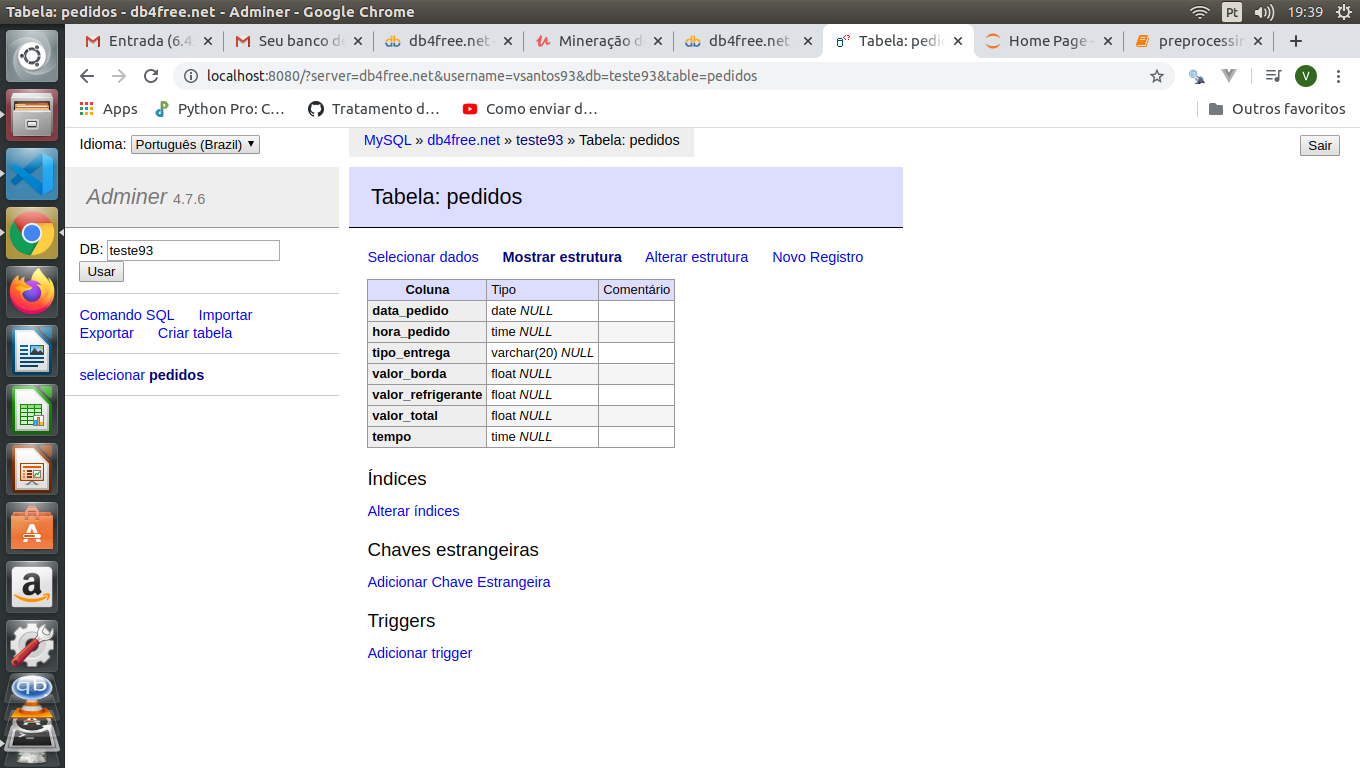 Tabela: pedidos - db4free.net - Adminer - Google Chrome
Pt
19:39
Entrada (6.4
Seu banco de
db4free.net
Mineração d
db4free.net
Tabela: pedi
Home Page -
preprocessin
localhost:8080/?server=db4free.net&username=vsantos93&db=teste93&table=pedidos
V
Apps
Python Pro: C…
Tratamento d…
Como enviar d…
Outros favoritos
Idioma: Português (Brazil)
MySQL » db4free.net » teste93 » Tabela: pedidos
Sair
Adminer 4.7.6
DB: teste93
Usar
Comando SQL Importar
Exportar Criar tabela
selecionar pedidos
Tabela: pedidos
Selecionar dados Mostrar estrutura Alterar estrutura Novo Registro
Coluna Tipo Comentário
data_pedido date NULL
hora_pedido time NULL
tipo_entrega varchar(20) NULL
valor_borda float NULL
valor_refrigerante float NULL
valor_total float NULL
tempo time NULL
Índices
Alterar índices
Chaves estrangeiras
Adicionar Chave Estrangeira
Triggers
Adicionar trigger